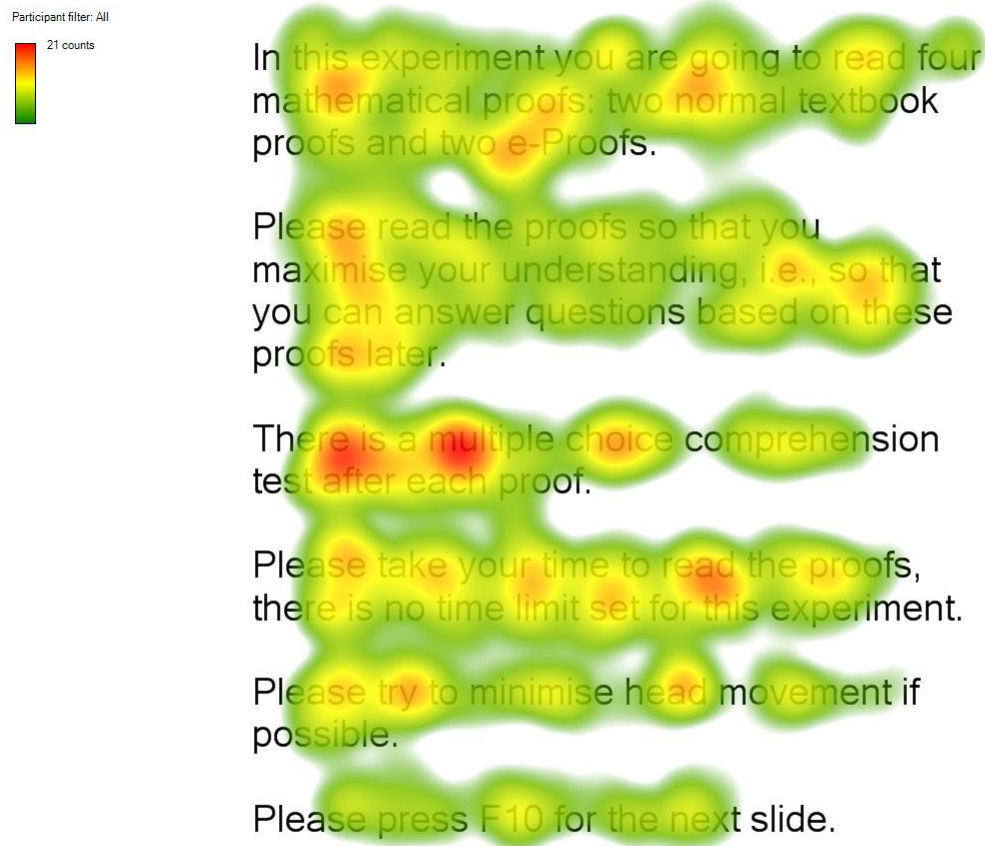 Participant filter: All
21 counts
In this experiment you are going to read four
mathematical proofs: two normal textbook
proofs and two e-Proofs.
Please read the proofs so that you
maximise your understanding, i.e., so that
you can answer questions based on these
proofs later.
There is a multiple choice comprehension
test after each proof.
Please take your time to read the proofs,
there is no time limit set for this experiment.
Please try to minimise head movement if
possible.
Please press F10 for the next slide.